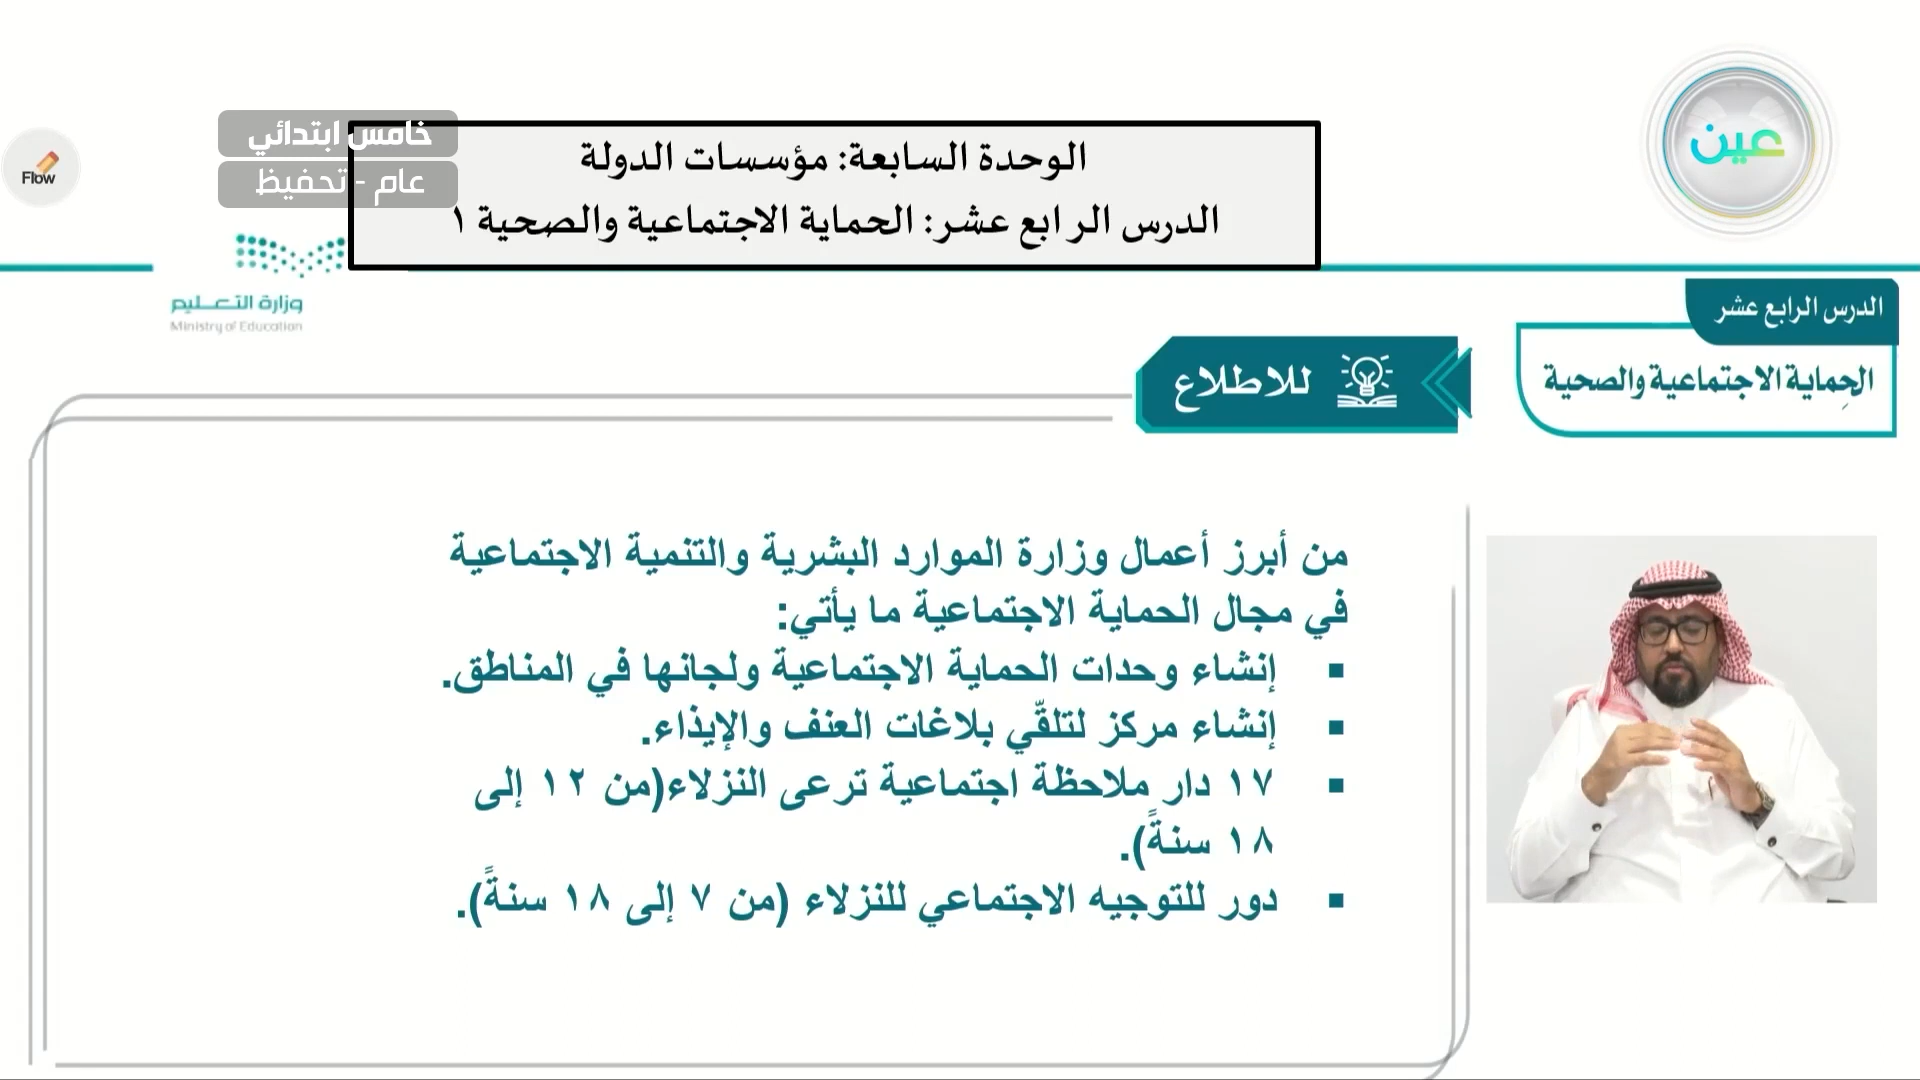 خامس ابتدائي
عام - تحفيظ
الوحدة السابعة: مؤسسات الدولة
الدرس الرابع عشر: الحماية الاجتماعية والصحية ١
عين
Flow
وزارة التعليم
Ministry of Education
الدرس الرابع عشر
الحِماية الاجتماعية والصحية
للاطلاع
من أبرز أعمال وزارة الموارد البشرية والتنمية الاجتماعية
في مجال الحماية الاجتماعية ما يأتي:
▪ إنشاء وحدات الحماية الاجتماعية ولجانها في المناطق.
▪ إنشاء مركز لتلقّي بلاغات العنف والإيذاء.
▪ ١٧ دار ملاحظة اجتماعية ترعى النزلاء(من ١٢ إلى
١٨ سنةً).
▪ دور للتوجيه الاجتماعي للنزلاء (من ٧ إلى ١٨ سنةً).